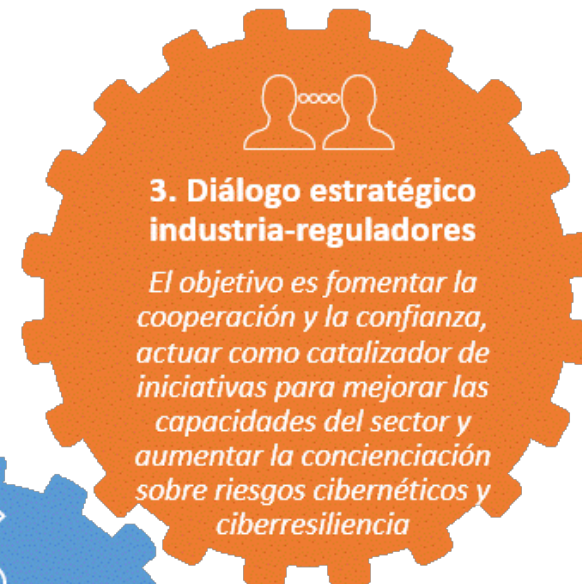 3. Diálogo estratégico
industria-reguladores
El objetivo es fomentar la
cooperación y la confianza,
actuar como catalizador de
iniciativas para mejorar las
capacidades del sector y
aumentar la concienciación
sobre riesgos cibernéticos y
ciberresiliencia